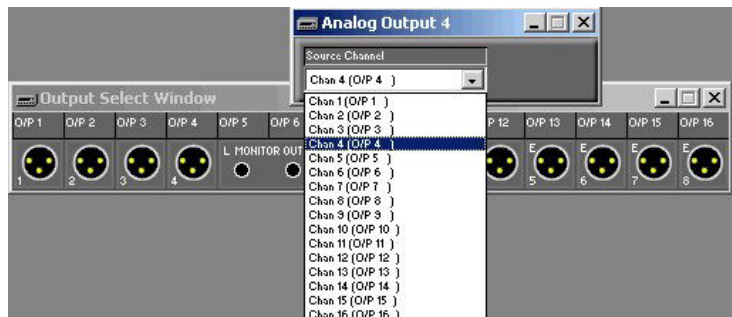 Analog Output 4
Source Channel
Chan 4 (O/P 4 )
Output Select Window
O/P 1 O/P 2 O/P 3 O/P 4 O/P 5 O/P 6 P 12 O/P 13 O/P 14 O/P 15 O/P 16
L MONITOR OUT
1 2 3 4 E 5 E 6 E 7 E 8
Chan 1 (O/P 1 )
Chan 2 (O/P 2 )
Chan 3 (O/P 3 )
Chan 4 (O/P 4 )
Chan 5 (O/P 5 )
Chan 6 (O/P 6 )
Chan 7 (O/P 7 )
Chan 8 (O/P 8 )
Chan 9 (O/P 9 )
Chan 10 (O/P 10 )
Chan 11 (O/P 11 )
Chan 12 (O/P 12 )
Chan 13 (O/P 13 )
Chan 14 (O/P 14 )
Chan 15 (O/P 15 )
Chan 16 (O/P 16 )